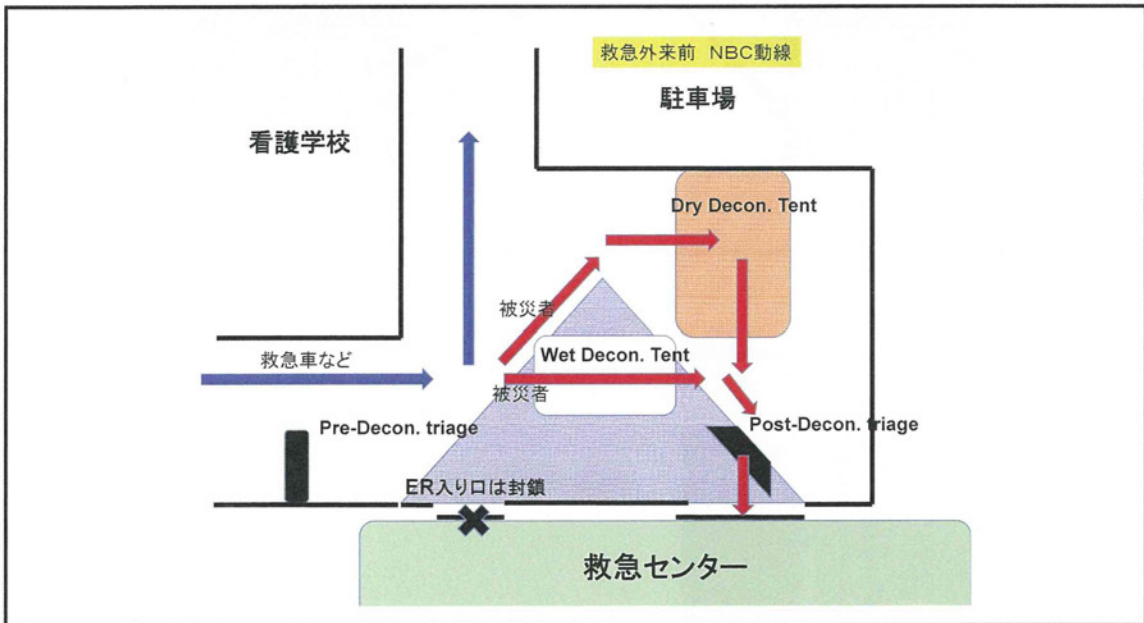 救急外来前 NBC動線
駐車場
看護学校
Dry Decon. Tent
被災者
Wet Decon. Tent
救急車など
被災者
Pre-Decon. triage
Post-Decon. triage
ER入り口は封鎖
救急センター